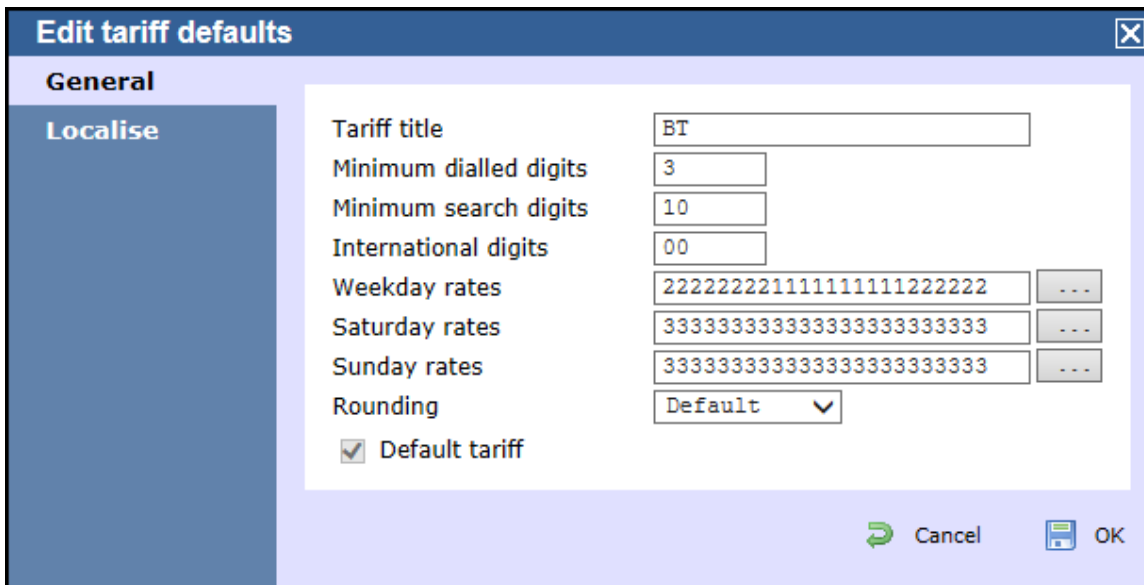 Edit tariff defaults
General
Localise
Tariff title BT
Minimum dialled digits 3
Minimum search digits 10
International digits 00
Weekday rates 222222221111111111222222 ...
Saturday rates 333333333333333333333333 ...
Sunday rates 333333333333333333333333 ...
Rounding Default
Default tariff
Cancel OK